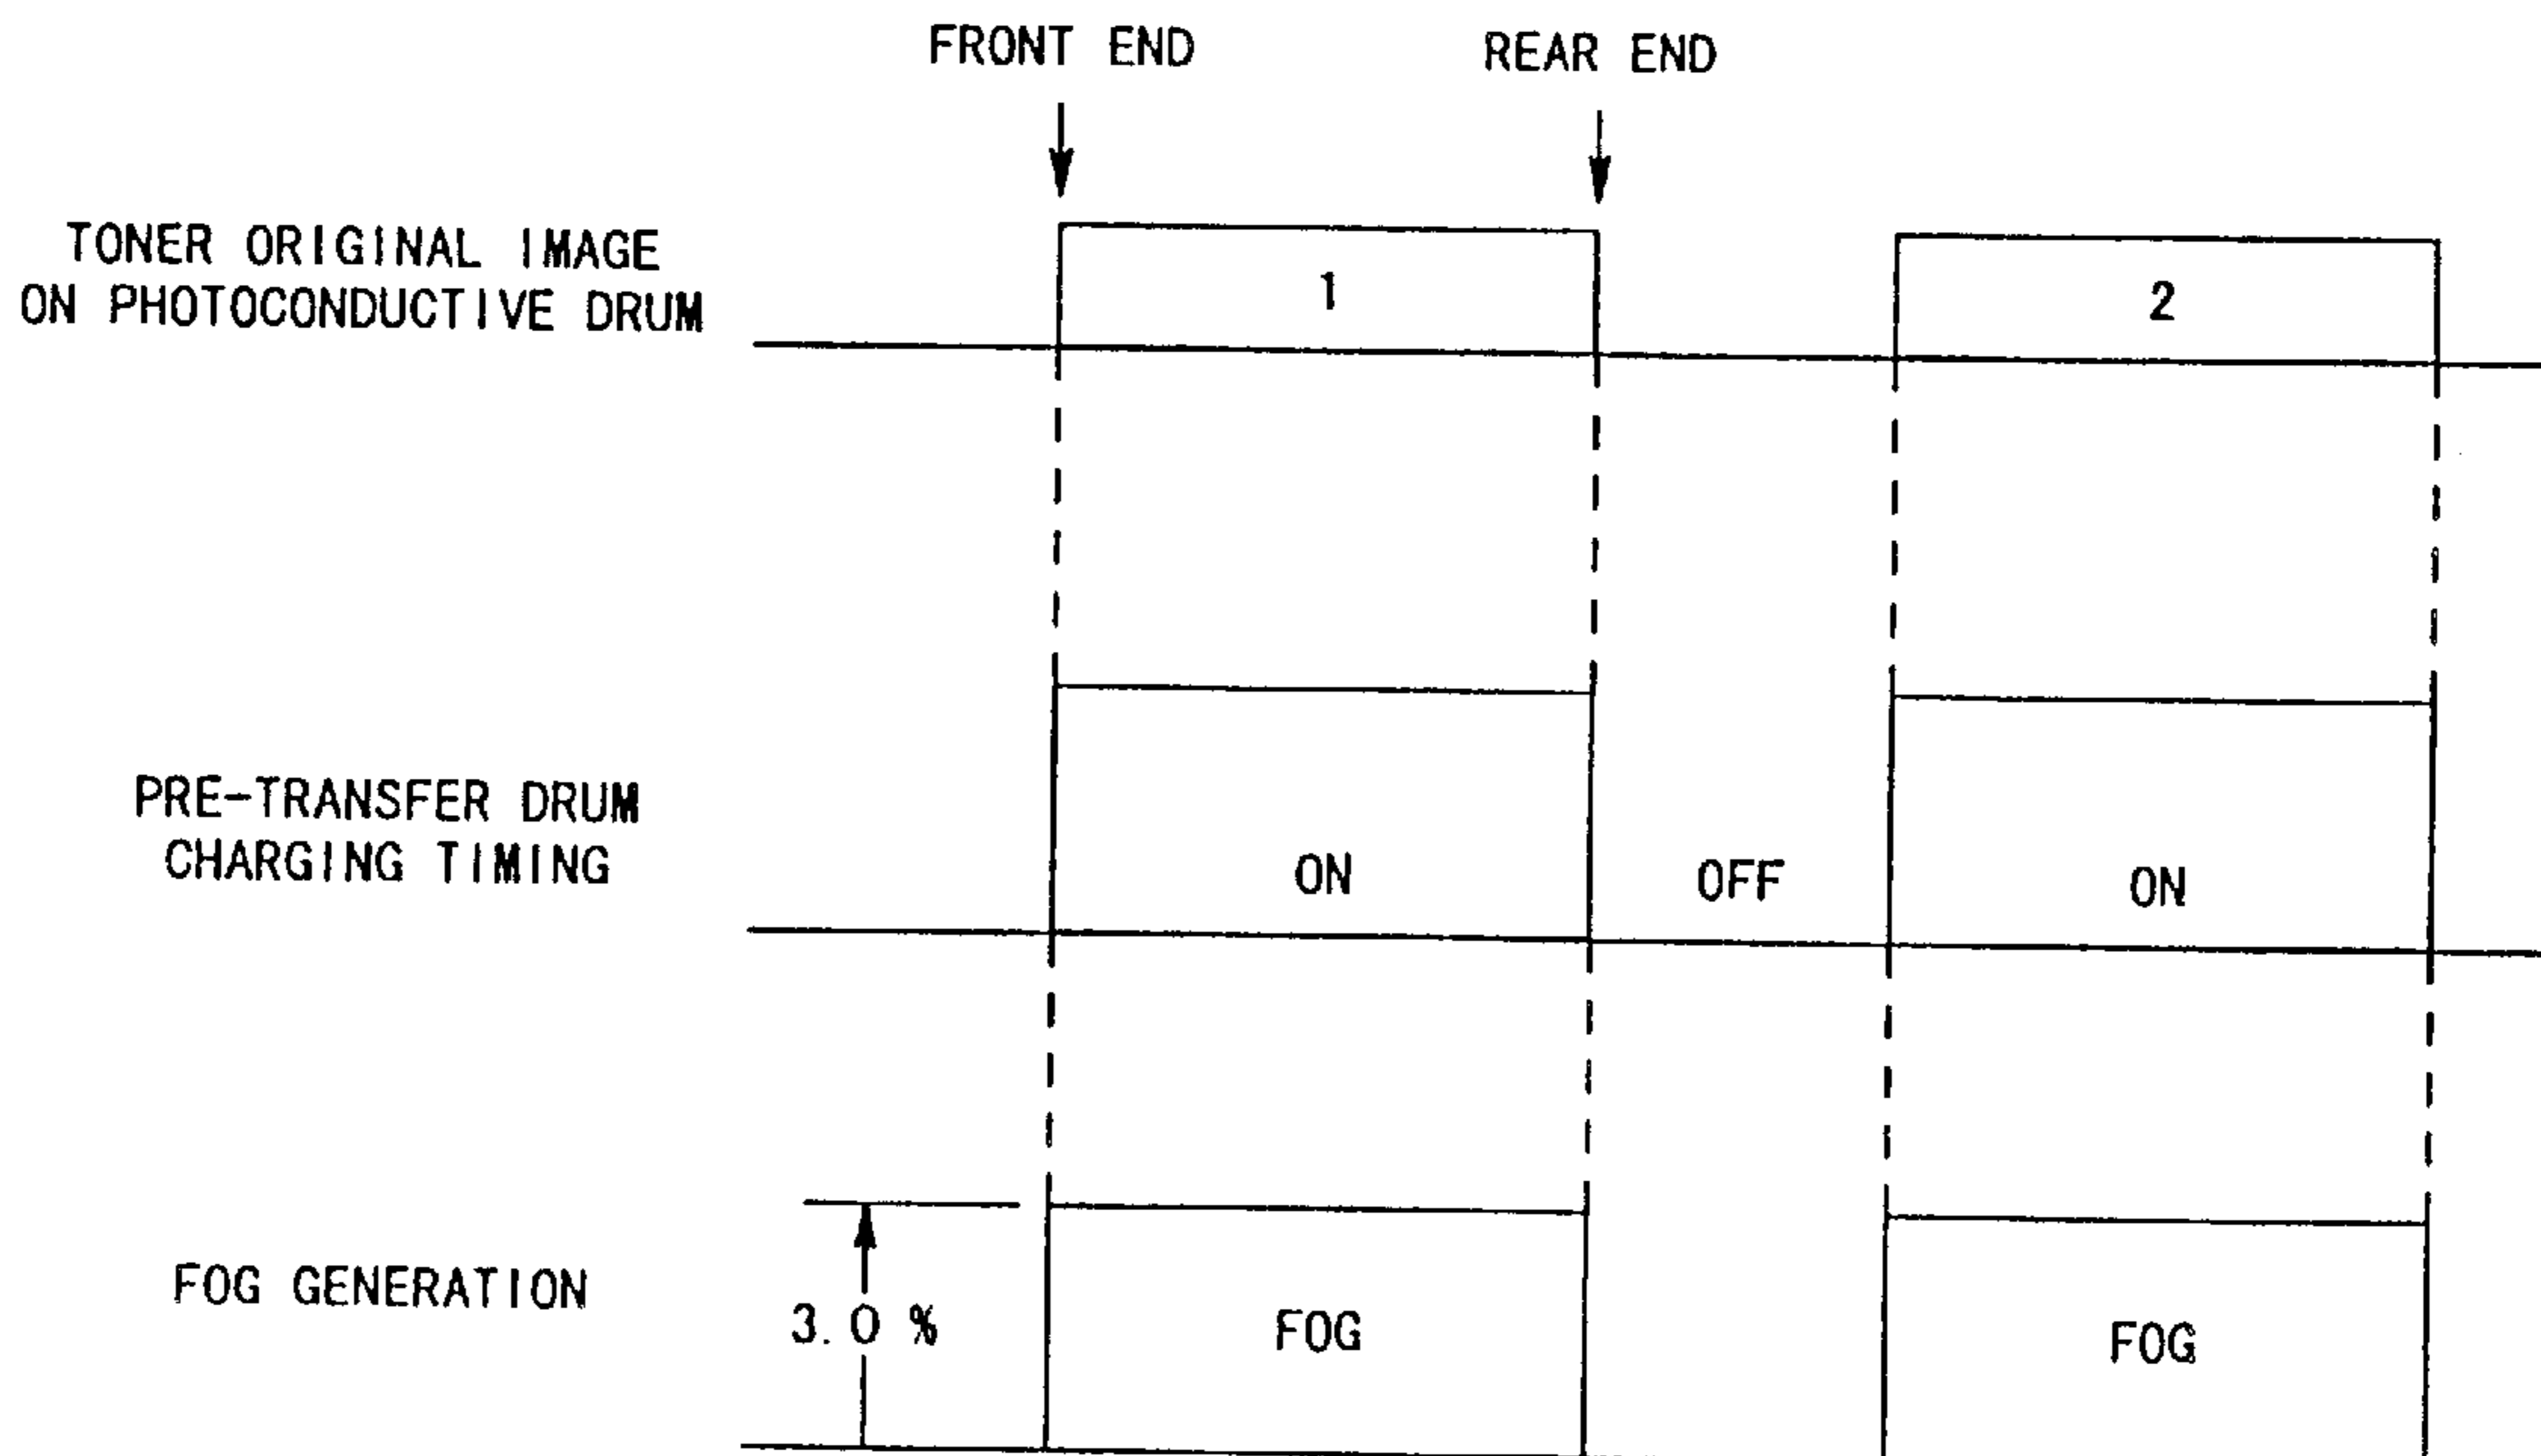 FRONT END
REAR END
TONER ORIGINAL IMAGE
ON PHOTOCONDUCTIVE DRUM
1
2
PRE-TRANSFER DRUM
CHARGING TIMING
ON
OFF
ON
FOG GENERATION
3.0 %
FOG
FOG